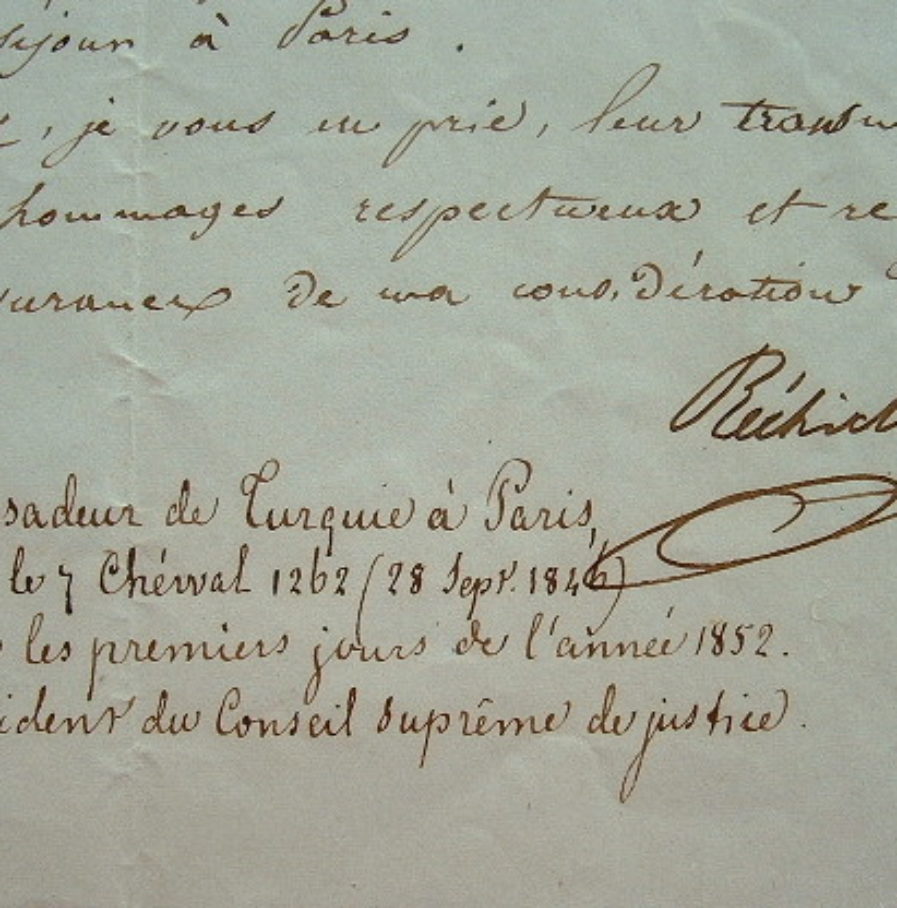 séjour à Paris.
, je vous en prie, leur transm
hommages respectueux et re
urances de ma considération
Réchid
sadeur de Turquie à Paris,
le 7 Chérval 1262 (28 Sept. 1846)
les premiers jours de l'année 1852.
ident du Conseil suprême de justice.